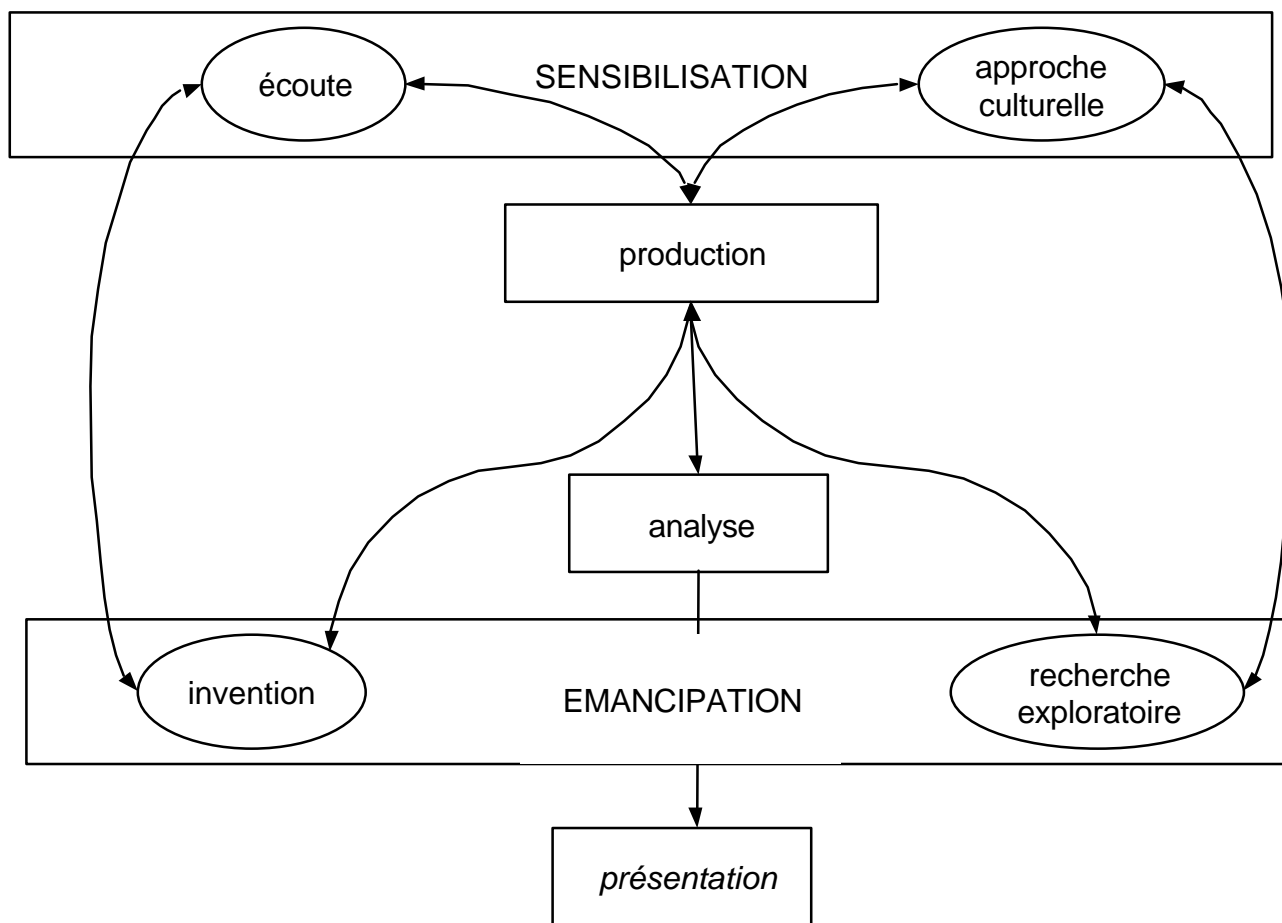 écoute
SENSIBILISATION
approche
culturelle
production
analyse
invention
EMANCIPATION
recherche
exploratoire
présentation